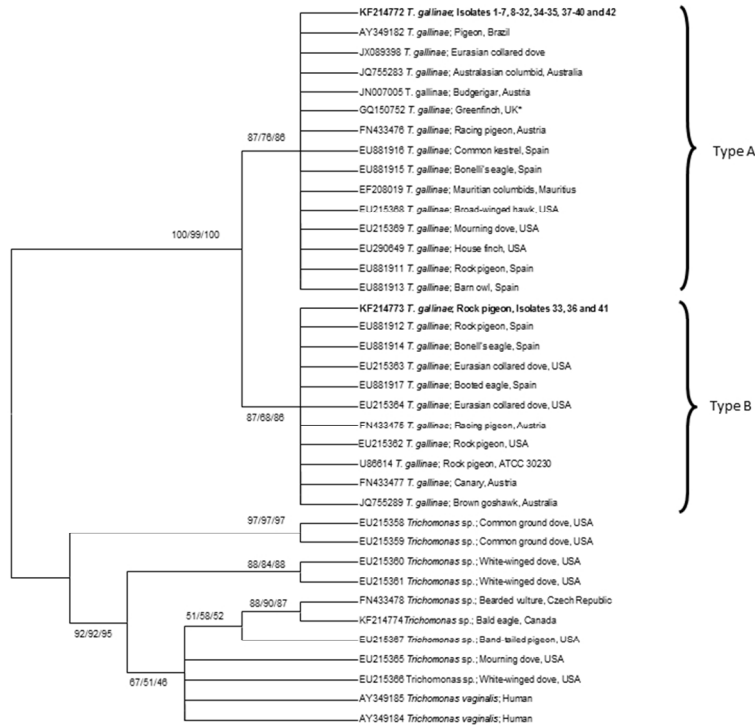 KF214772 T. gallinae; Isolates 1-7, 8-32, 34-35, 37-40 and 42
AY349182 T. gallinae; Pigeon, Brazil
JX089398 T. gallinae; Eurasian collared dove
JQ755283 T. gallinae; Australasian columbid, Australia
JN007005 T. gallinae; Budgerigar, Austria
GQ150752 T. gallinae; Greenfinch, UK*
87/76/86
FN433476 T. gallinae; Racing pigeon, Austria
EU881916 T. gallinae; Common kestrel, Spain
Type A
EU881915 T. gallinae; Bonelli's eagle, Spain
EF208019 T. gallinae; Mauritian columbids, Mauritius
EU215368 T. gallinae; Broad-winged hawk, USA
EU215369 T. gallinae; Mourning dove, USA
100/99/100
EU290649 T. gallinae; House finch, USA
EU881911 T. gallinae; Rock pigeon, Spain
EU881913 T. gallinae; Barn owl, Spain
KF214773 T. gallinae; Rock pigeon, Isolates 33, 36 and 41
EU881912 T. gallinae; Rock pigeon, Spain
EU881914 T. gallinae; Bonell's eagle, Spain
EU215363 T. gallinae; Eurasian collared dove, USA
EU881917 T. gallinae; Booted eagle, Spain
EU215364 T. gallinae; Eurasian collared dove, USA
Type B
87/68/86
FN433475 T. gallinae; Racing pigeon, Austria
EU215362 T. gallinae; Rock pigeon, USA
U86614 T. gallinae; Rock pigeon, ATCC 30230
FN433477 T. gallinae; Canary, Austria
JQ755289 T. gallinae; Brown goshawk, Australia
97/97/97
EU215358 Trichomonas sp.; Common ground dove, USA
EU215359 Trichomonas sp.; Common ground dove, USA
88/84/88
EU215360 Trichomonas sp.; White-winged dove, USA
EU215361 Trichomonas sp.; White-winged dove, USA
88/90/87
FN433478 Trichomonas sp.; Bearded vulture, Czech Republic
51/58/52
KF214774 Trichomonas sp.; Bald eagle, Canada
92/92/95
EU215367 Trichomonas sp.; Band-tailed pigeon, USA
EU215365 Trichomonas sp.; Mourning dove, USA
67/51/46
EU215366 Trichomonas sp.; White-winged dove, USA
AY349185 Trichomonas vaginalis; Human
AY349184 Trichomonas vaginalis; Human